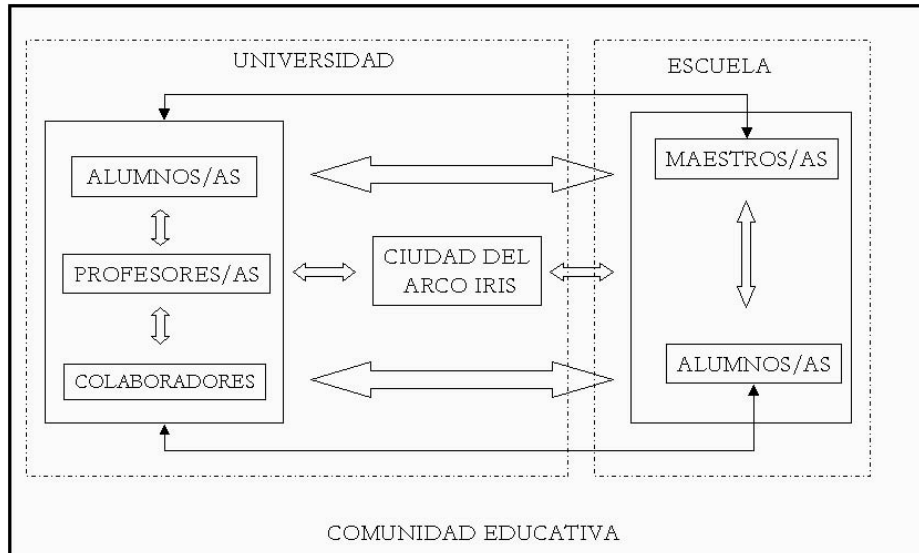 UNIVERSIDAD
ESCUELA
ALUMNOS/AS
MAESTROS/AS
PROFESORES/AS
CIUDAD DEL
ARCO IRIS
COLABORADORES
ALUMNOS/AS
COMUNIDAD EDUCATIVA